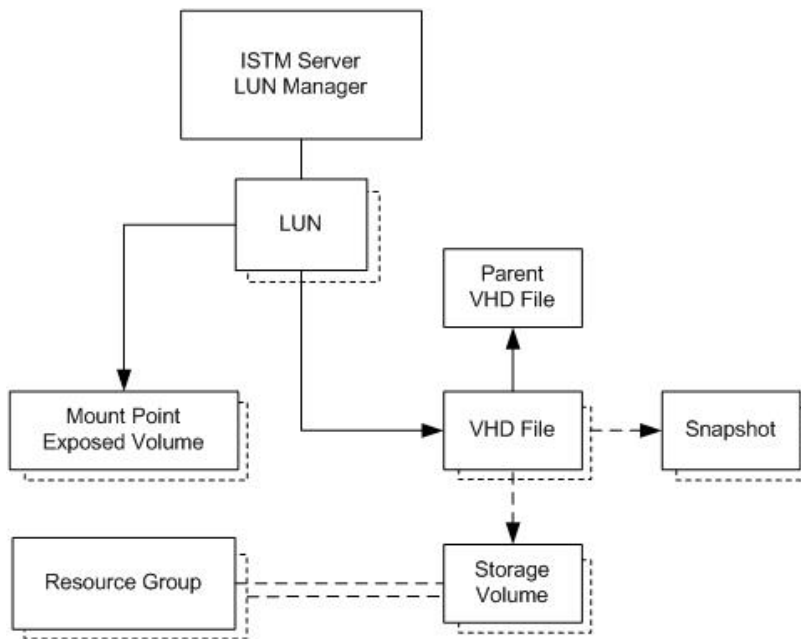 ISTM Server
LUN Manager
LUN
Parent
VHD File
Mount Point
Exposed Volume
VHD File
Snapshot
Resource Group
Storage
Volume